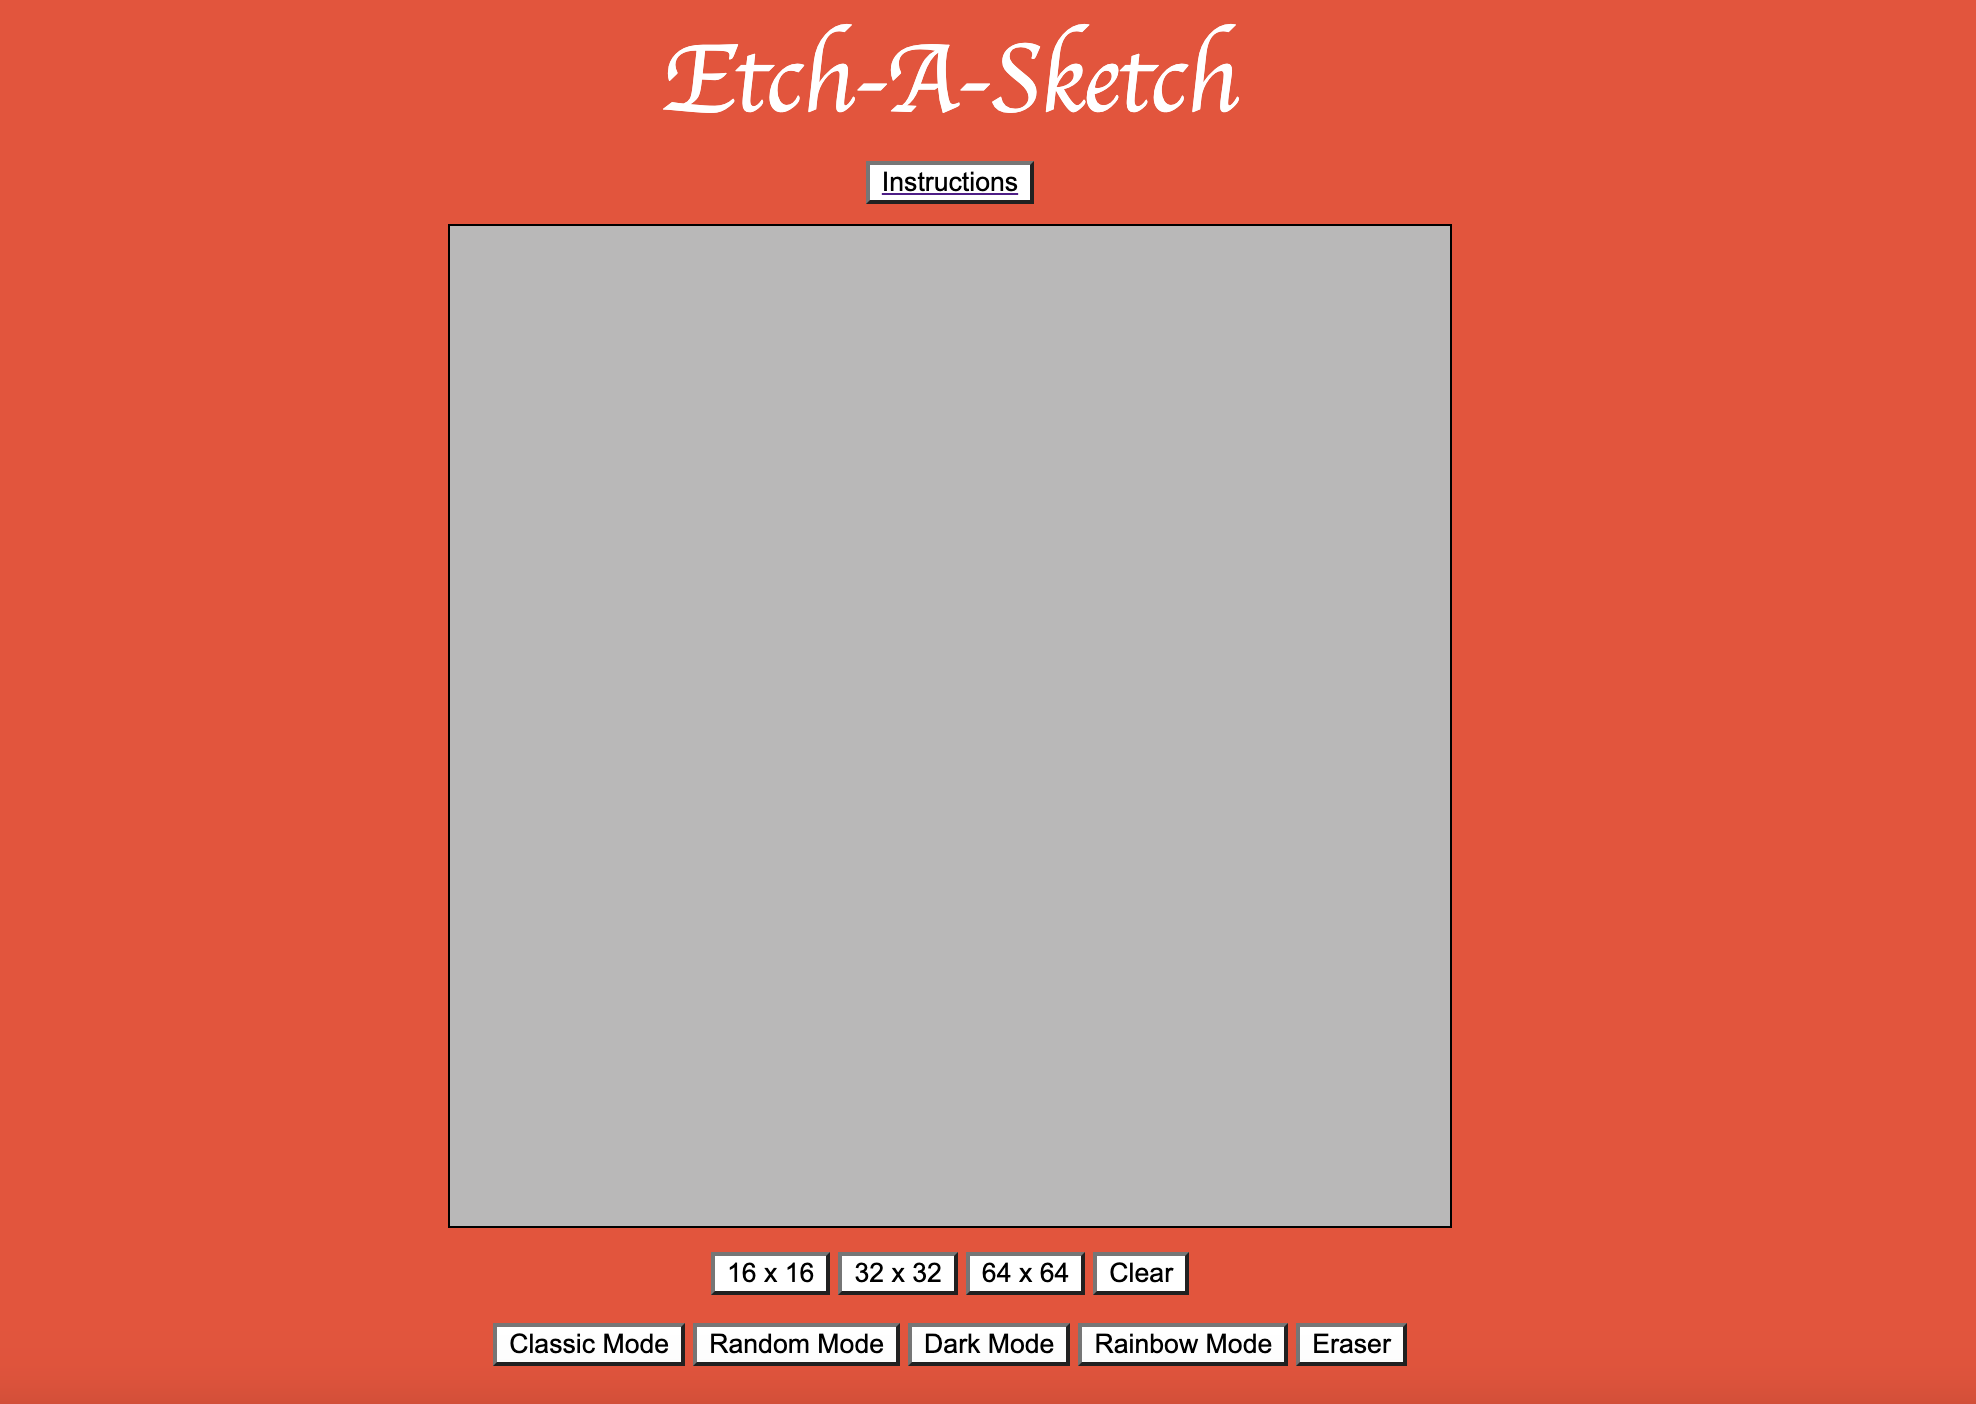 Etch-A-Sketch
Instructions
16 x 16 32 x 32 64 x 64 Clear
Classic Mode Random Mode Dark Mode Rainbow Mode Eraser